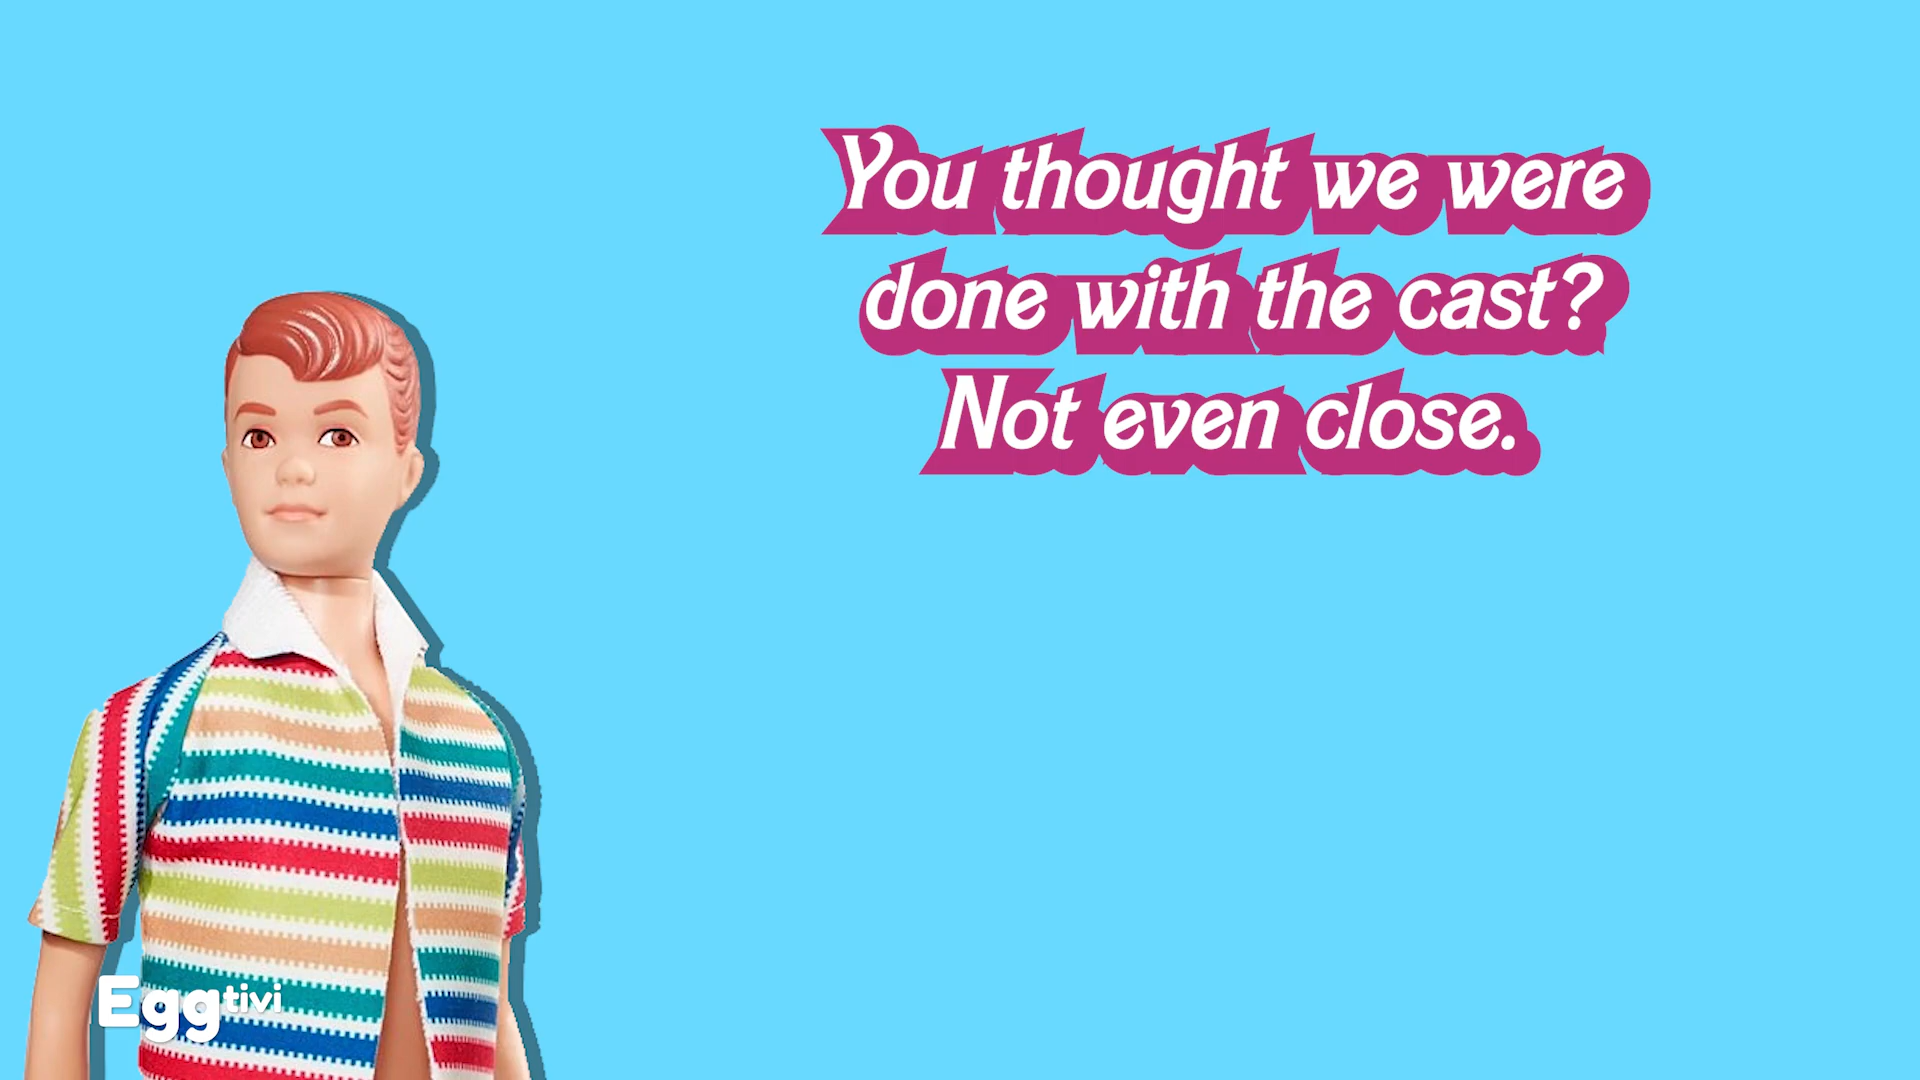 You thought we were
done with the cast?
Not even close.
Eggtivi